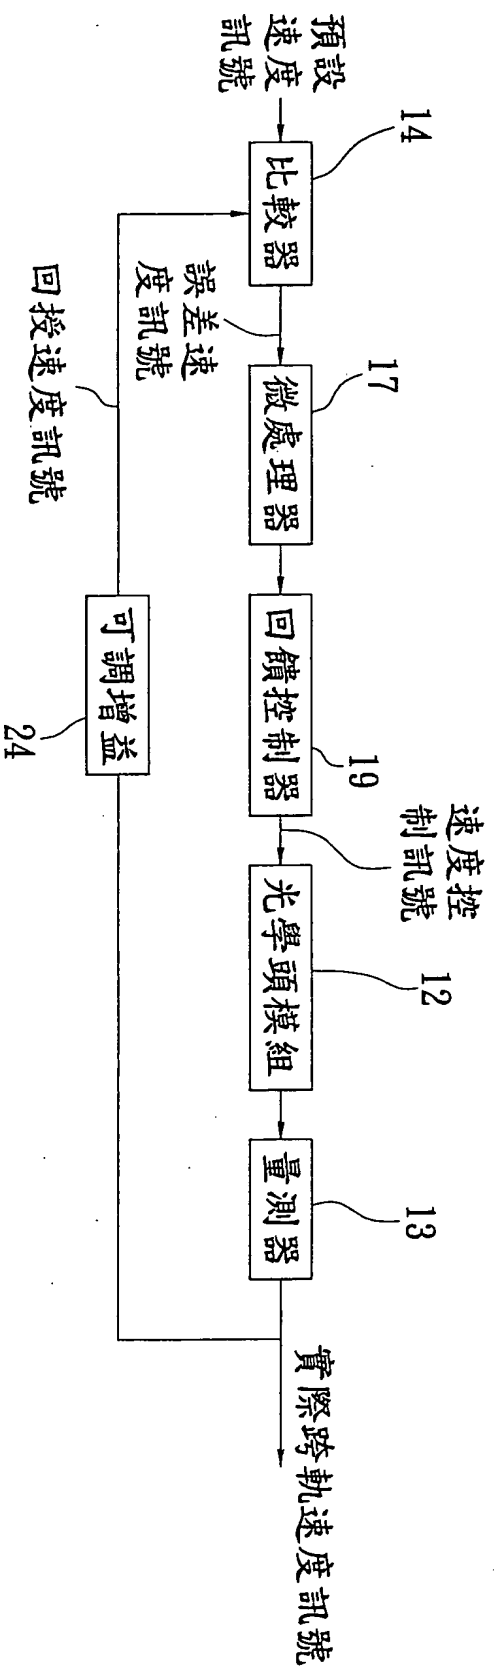 預設
速度
訊號
14
比較器
誤差速
度訊號
17
微處理器
回饋控制器
19
速度控
制訊號
光學頭模組
12
量測器
13
實際跨軌速度訊號
可調增益
24
回授速度訊號